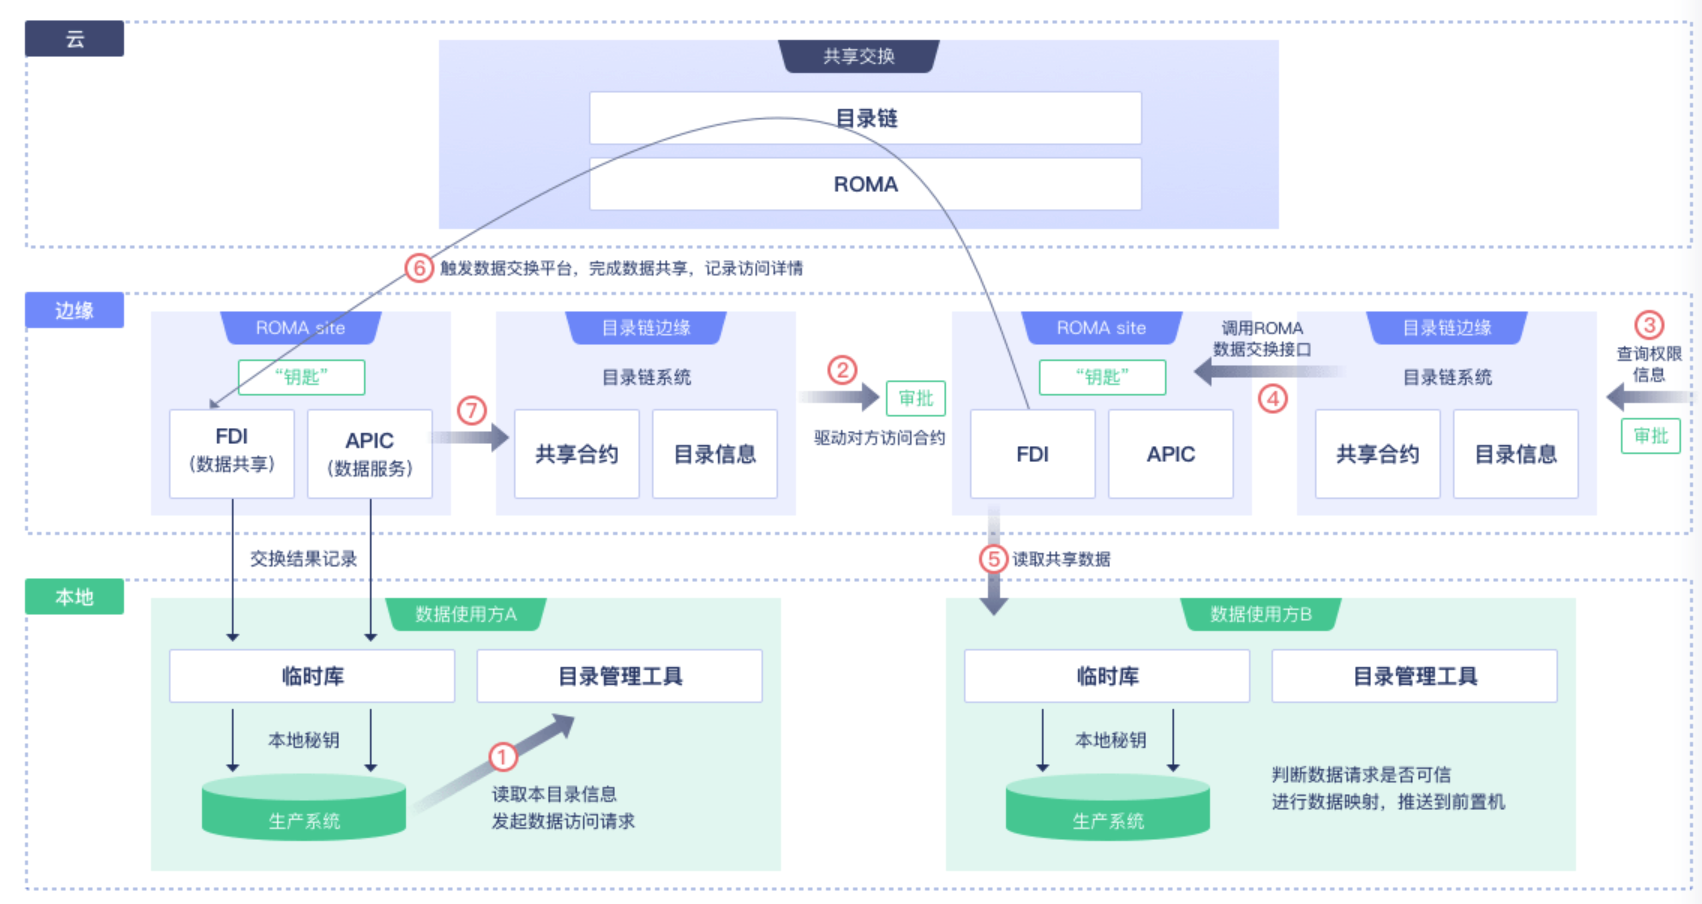 云
共享交换
目录链
ROMA
⑥ 触发数据交换平台，完成数据共享，记录访问详情
边缘
ROMA site
“钥匙”
FDI
(数据共享)
APIC
(数据服务)
⑦
目录链边缘
目录链系统
共享合约
目录信息
②
审批
驱动对方访问合约
ROMA site
“钥匙”
FDI
APIC
调用ROMA
数据交换接口
④
目录链边缘
目录链系统
共享合约
目录信息
③
查询权限
信息
审批
交换结果记录
⑤ 读取共享数据
本地
数据使用方A
临时库
目录管理工具
本地秘钥
生产系统
①
读取本目录信息
发起数据访问请求
数据使用方B
临时库
目录管理工具
本地秘钥
生产系统
判断数据请求是否可信
进行数据映射，推送到前置机